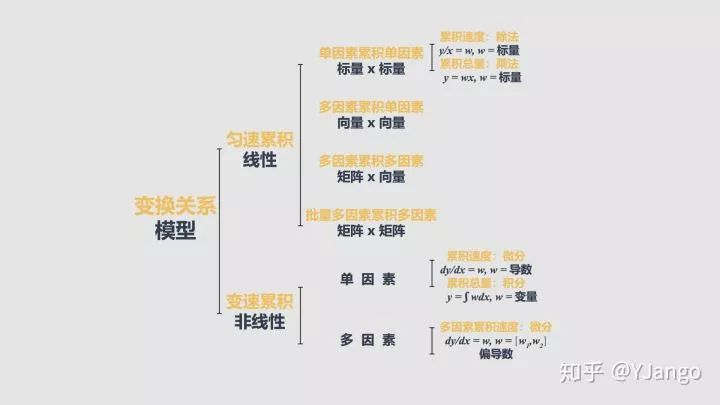 变换关系
模型
匀速累积
线性
单因素累积单因素
标量 x 标量
累积速度：除法
y/x = w, w = 标量
累积总量：乘法
y = wx, w = 标量
多因素累积单因素
向量 x 向量
多因素累积多因素
矩阵 x 向量
批量多因素累积多因素
矩阵 x 矩阵
变速累积
非线性
单 因 素
累积速度：微分
dy/dx = w, w = 导数
累积总量：积分
y = ∫ wdx, w = 变量
多 因 素
多因素累积速度：微分
dy/dx = w, w = [w₁,w₂]
偏导数
知乎 @YJango